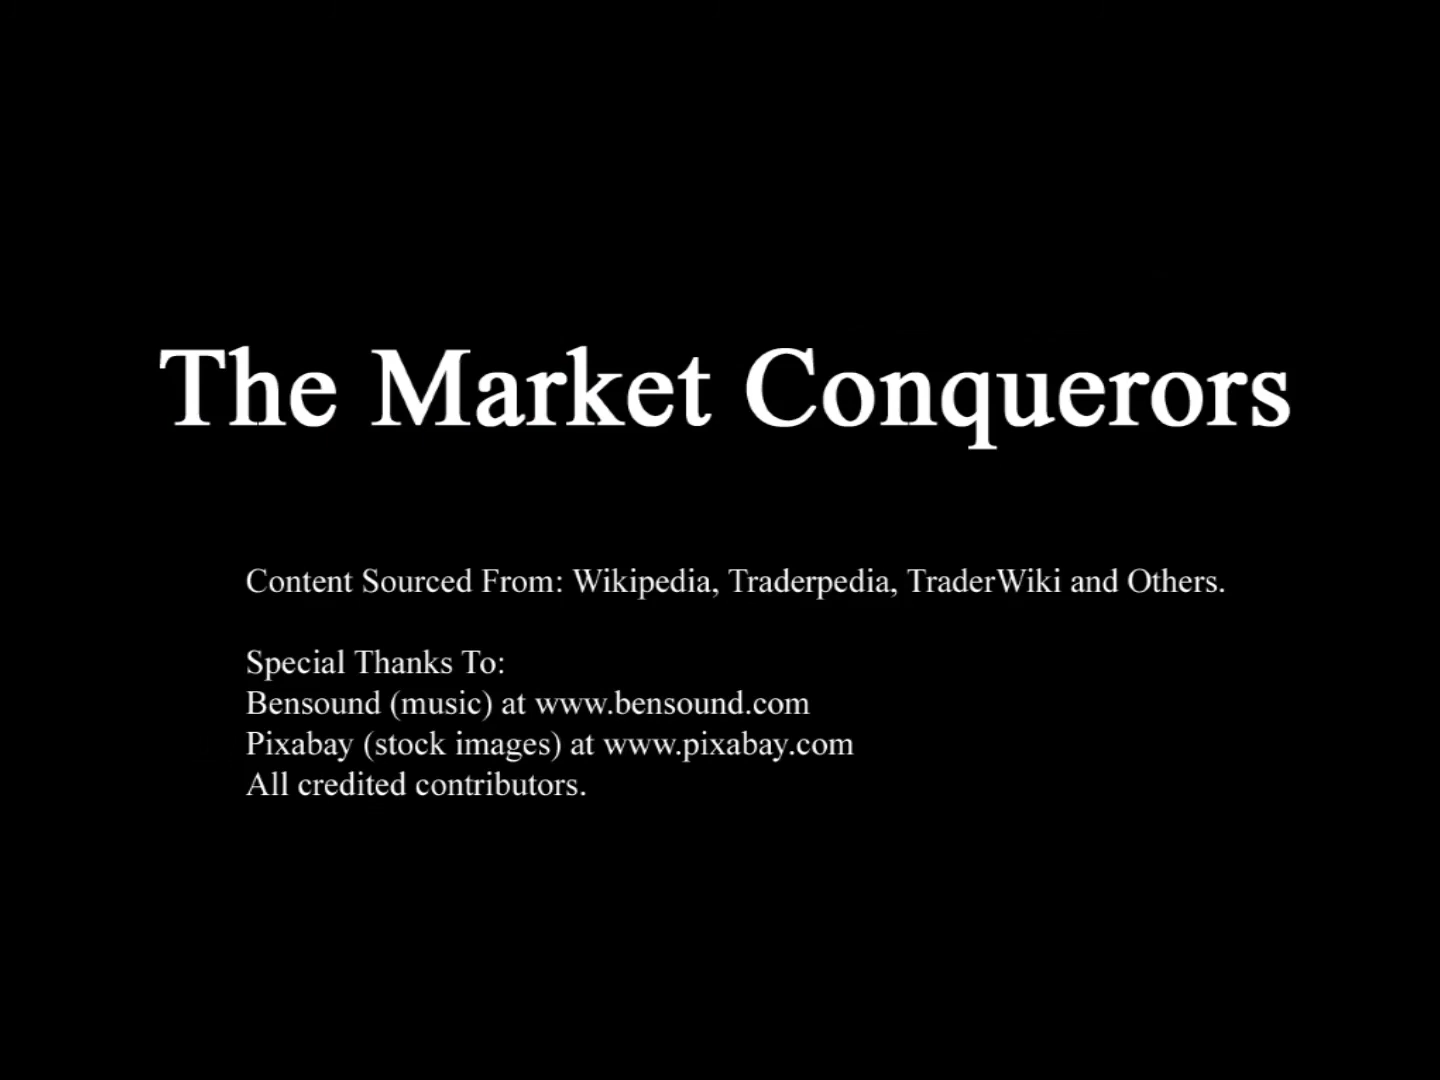 The Market Conquerors
Content Sourced From: Wikipedia, Traderpedia, TraderWiki and Others.
Special Thanks To:
Bensound (music) at www.bensound.com
Pixabay (stock images) at www.pixabay.com
All credited contributors.